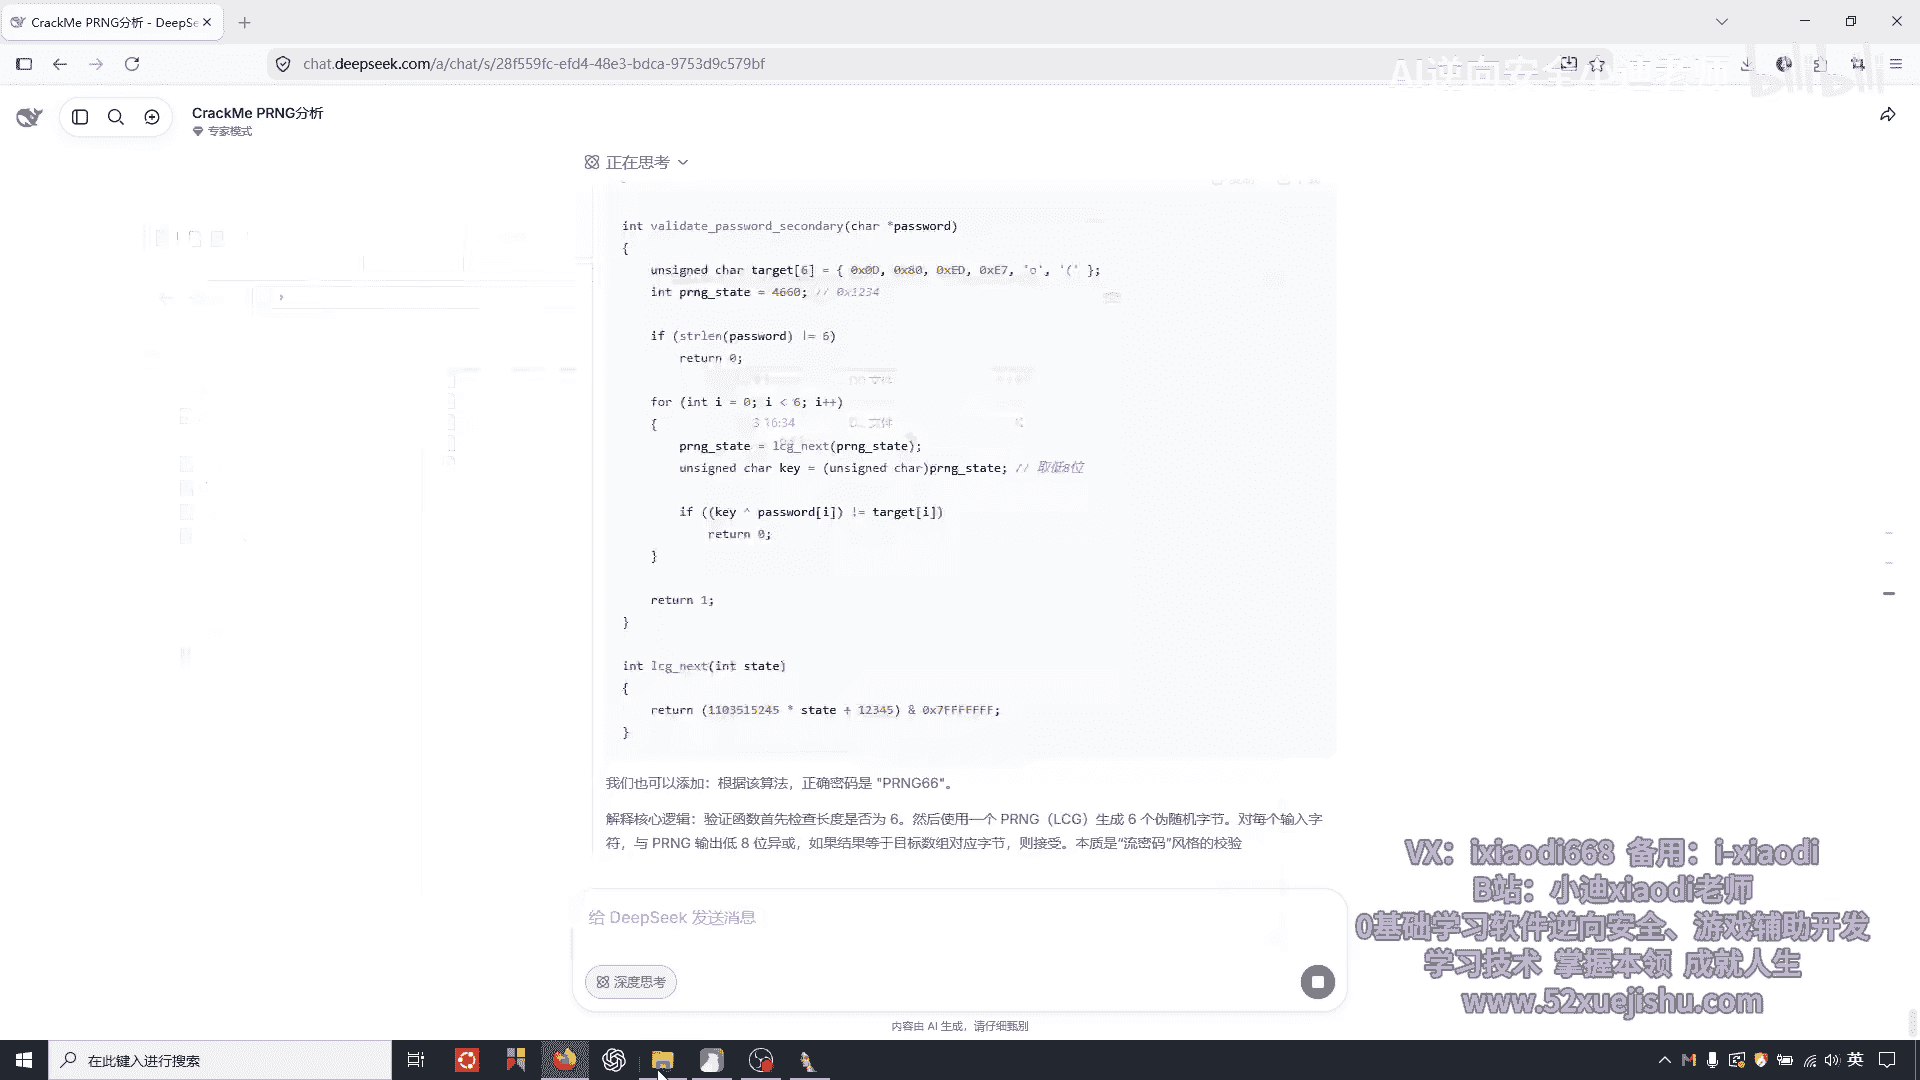 CrackMe PRNG分析 - DeepSe
chat.deepseek.com/a/chat/s/28f559fc-efd4-48e3-bdca-9753d9c579bf
AI逆向安全小迪老师
bilibili
CrackMe PRNG分析
专家模式
正在思考
int validate_password_secondary(char *password)
{
unsigned char target[6] = { 0x0D, 0x80, 0xED, 0xE7, 'o', '(' };
int prng_state = 4660; // 0x1234
if (strlen(password) != 6)
return 0;
for (int i = 0; i < 6; i++)
{
prng_state = lcg_next(prng_state);
unsigned char key = (unsigned char)prng_state; // 取低8位
if ((key ^ password[i]) != target[i])
return 0;
}
return 1;
}
int lcg_next(int state)
{
return (1103515245 * state + 12345) & 0x7FFFFFFF;
}
我们也可以添加：根据该算法，正确密码是 "PRNG66"。
解释核心逻辑：验证函数首先检查长度是否为 6。然后使用一个 PRNG（LCG）生成 6 个伪随机字节。对每个输入字
符，与 PRNG 输出低 8 位异或，如果结果等于目标数组对应字节，则接受。本质是“流密码”风格的校验
给 DeepSeek 发送消息
深度思考
内容由 AI 生成，请仔细甄别
VX：ixiaodi668 备用：i-xiaodi
B站：小迪xiaodi老师
0基础学习软件逆向安全、游戏辅助开发
学习技术 掌握本领 成就人生
www.52xuejishu.com
在此键入进行搜索
英